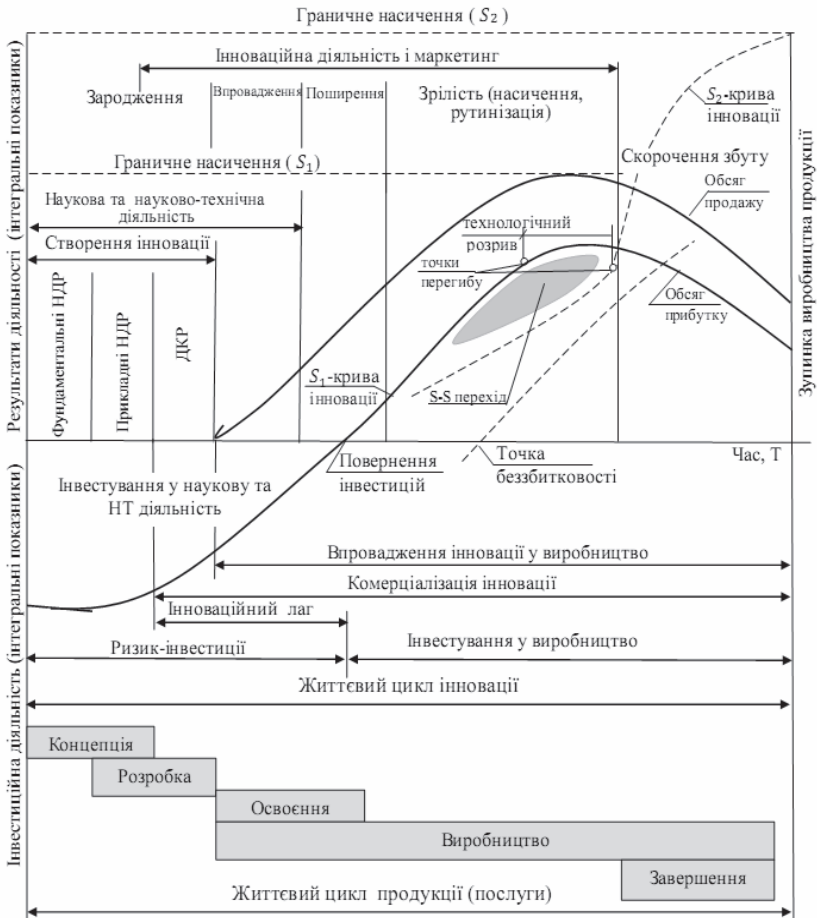 Граничне насичення ( S₂ )
Інноваційна діяльність і маркетинг
Зародження
Впровадження
Поширення
Зрілість (насичення,
рутинізація)
S₂-крива
інновації
Граничне насичення ( S₁)
Скорочення збуту
Обсяг
продажу
Наукова та науково-технічна
діяльність
Створення інновації
технологічний
розрив
точки
перегибу
Обсяг
прибутку
Фундаментальні НДР
Прикладні НДР
ДКР
S₁-крива
інновації
S-S перехід
Результати діяльності (інтегральні показники)
Зупинка виробництва продукції
Повернення
інвестицій
Точка
беззбитковості
Час, Т
Інвестування у наукову та
НТ діяльність
Впровадження інновації у виробництво
Комерціалізація інновації
Інноваційний лаг
Ризик-інвестиції
Інвестування у виробництво
Життєвий цикл інновації
Інвестиційна діяльність (інтегральні показники)
Концепція
Розробка
Освоєння
Виробництво
Завершення
Життєвий цикл продукції (послуги)